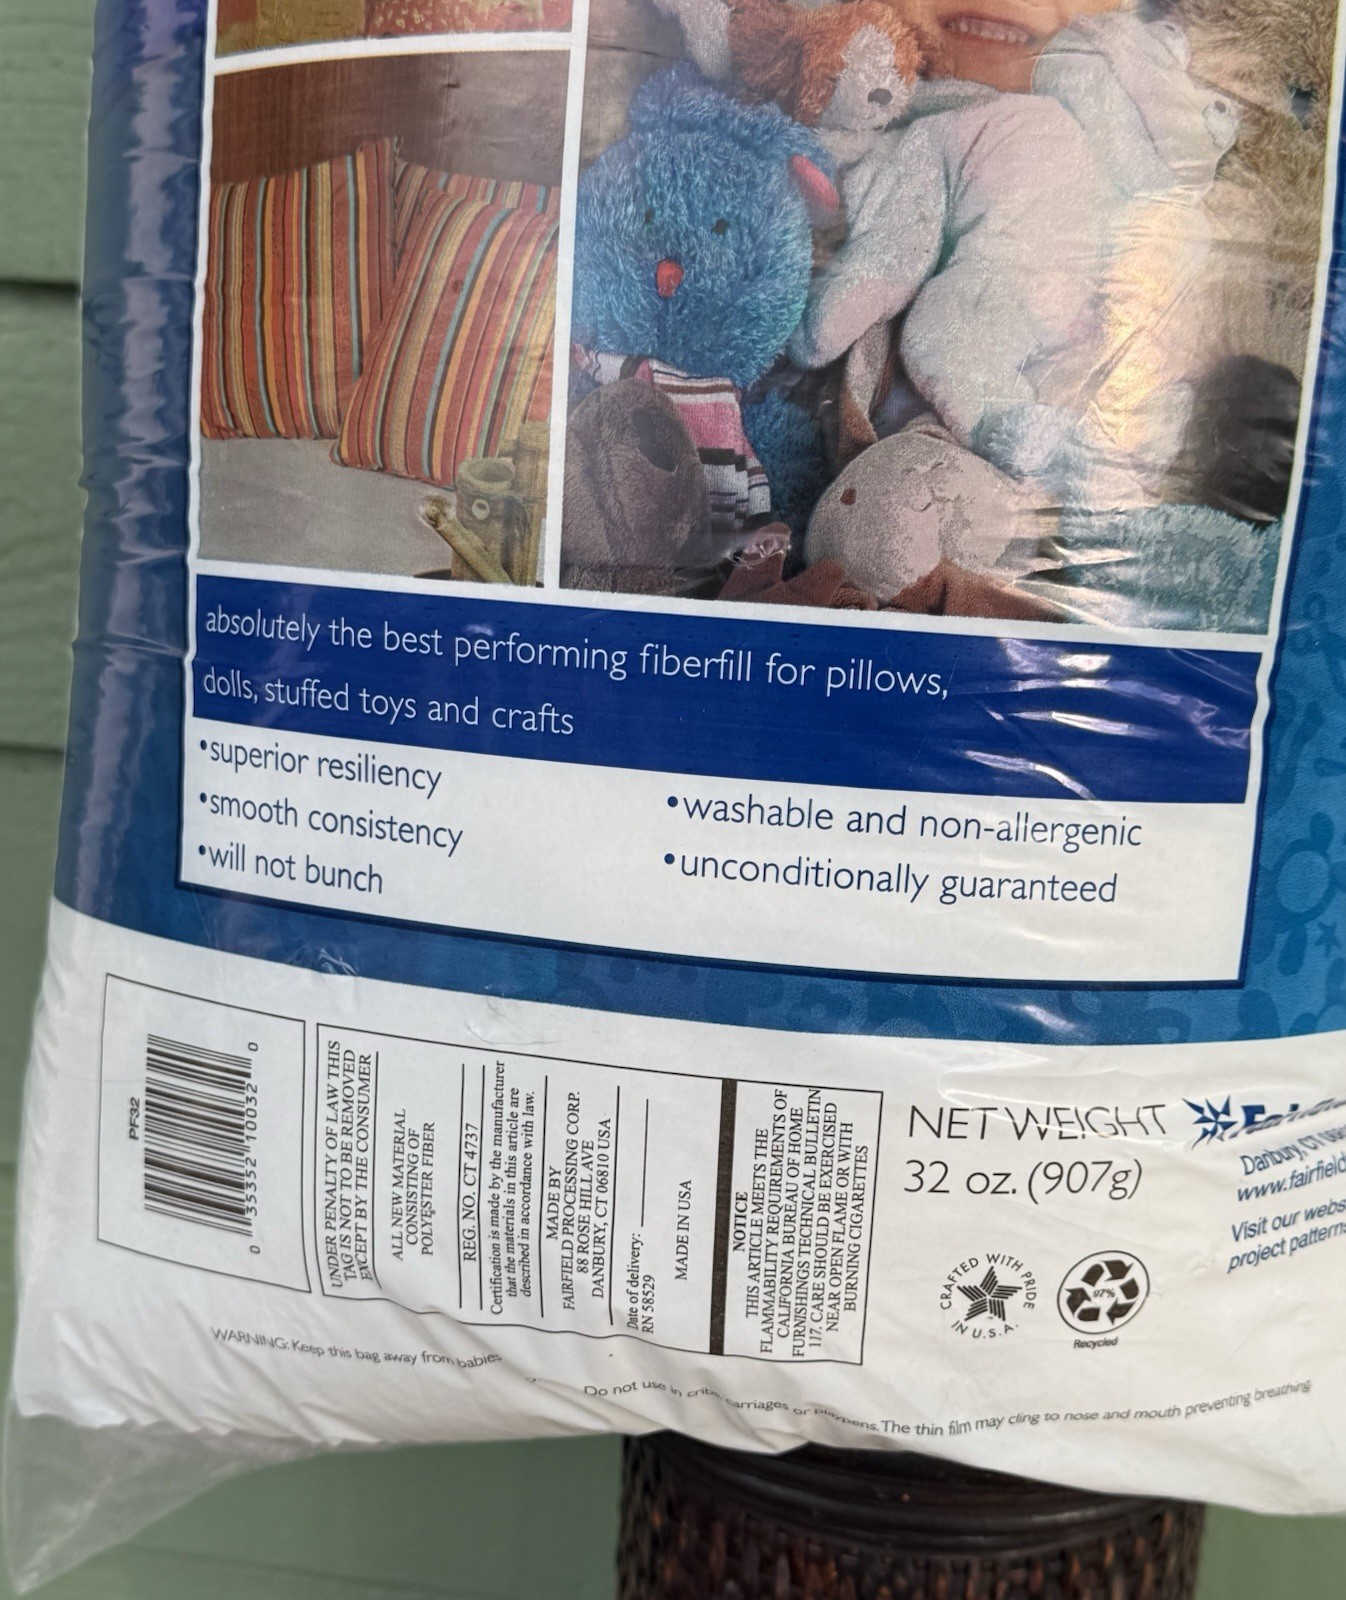 absolutely the best performing fiberfill for pillows,
dolls, stuffed toys and crafts
•superior resiliency
•smooth consistency
•will not bunch
•washable and non-allergenic
•unconditionally guaranteed
PF32
0 35352 10032 0
UNDER PENALTY OF LAW THIS
TAG IS NOT TO BE REMOVED
EXCEPT BY THE CONSUMER
ALL NEW MATERIAL
CONSISTING OF
POLYESTER FIBER
REG. NO. CT 4737
Certification is made by the manufacturer
that the materials in this article are
described in accordance with law.
MADE BY
FAIRFIELD PROCESSING CORP.
88 ROSE HILL AVE
DANBURY, CT 06810 USA
Date of delivery:
RN 58529
MADE IN USA
NOTICE
THIS ARTICLE MEETS THE
FLAMMABILITY REQUIREMENTS OF
CALIFORNIA BUREAU OF HOME
FURNISHINGS TECHNICAL BULLETIN
117. CARE SHOULD BE EXERCISED
NEAR OPEN FLAME OR WITH
BURNING CIGARETTES
NET WEIGHT
32 oz. (907g)
CRAFTED WITH PRIDE
IN U.S.A.
97%
Recycled
Danbury, CT
www.fairfield
Visit our webs
project pattern
WARNING: Keep this bag away from babies
Do not use in cribs, carriages or playpens. The thin film may cling to nose and mouth preventing breathing